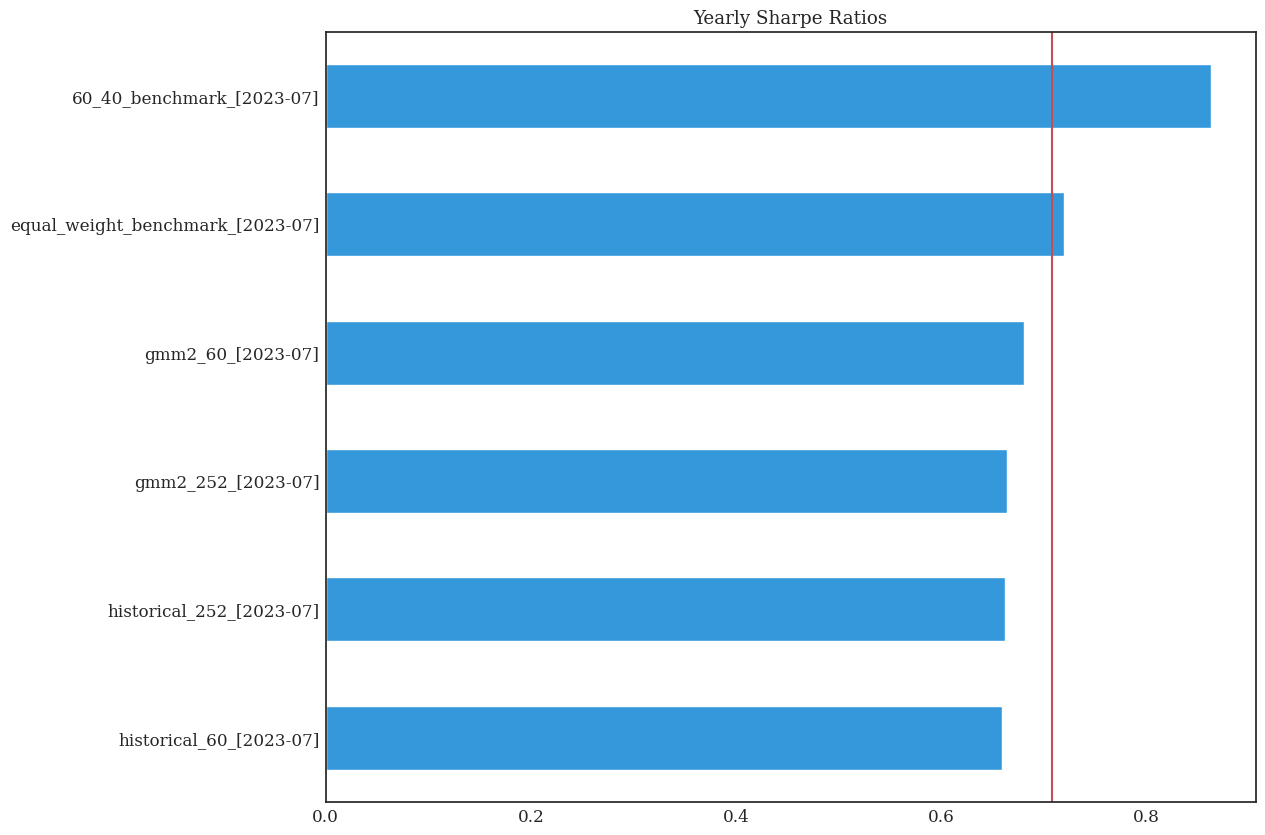 Yearly Sharpe Ratios
60_40_benchmark_[2023-07]
equal_weight_benchmark_[2023-07]
gmm2_60_[2023-07]
gmm2_252_[2023-07]
historical_252_[2023-07]
historical_60_[2023-07]
0.0 0.2 0.4 0.6 0.8